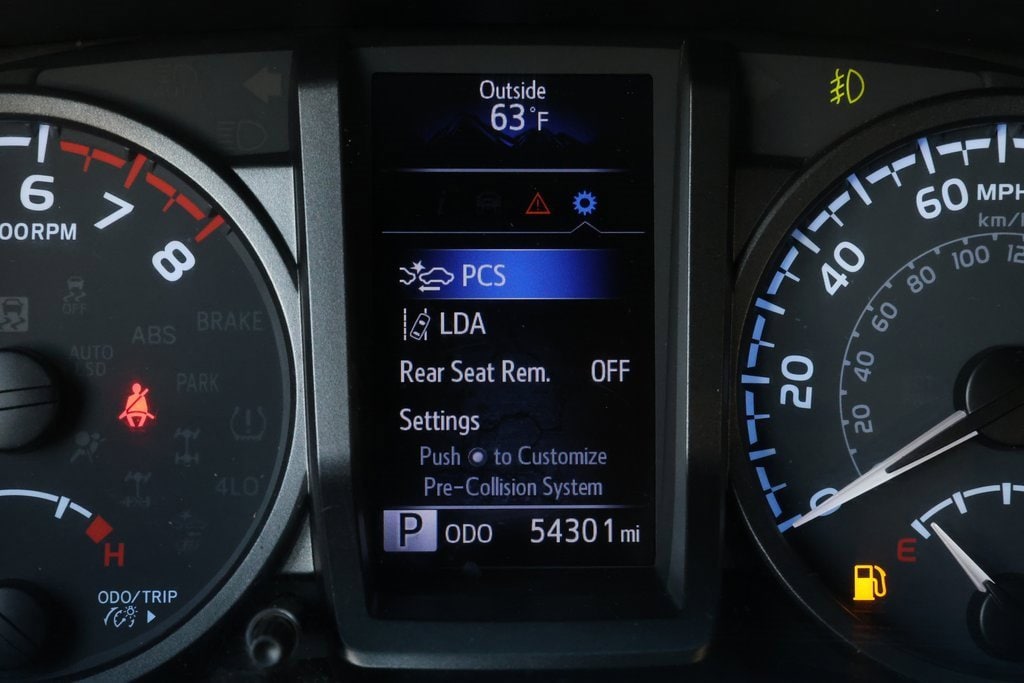 6
7
8
00RPM
OFF
ABS
BRAKE
AUTO
LSD
PARK
4LO
H
ODO/TRIP
Outside
63°F
PCS
LDA
Rear Seat Rem. OFF
Settings
Push to Customize
Pre-Collision System
P ODO 54301 mi
0
20
40
60
MPH
km/
20
40
60
80
100
12
E